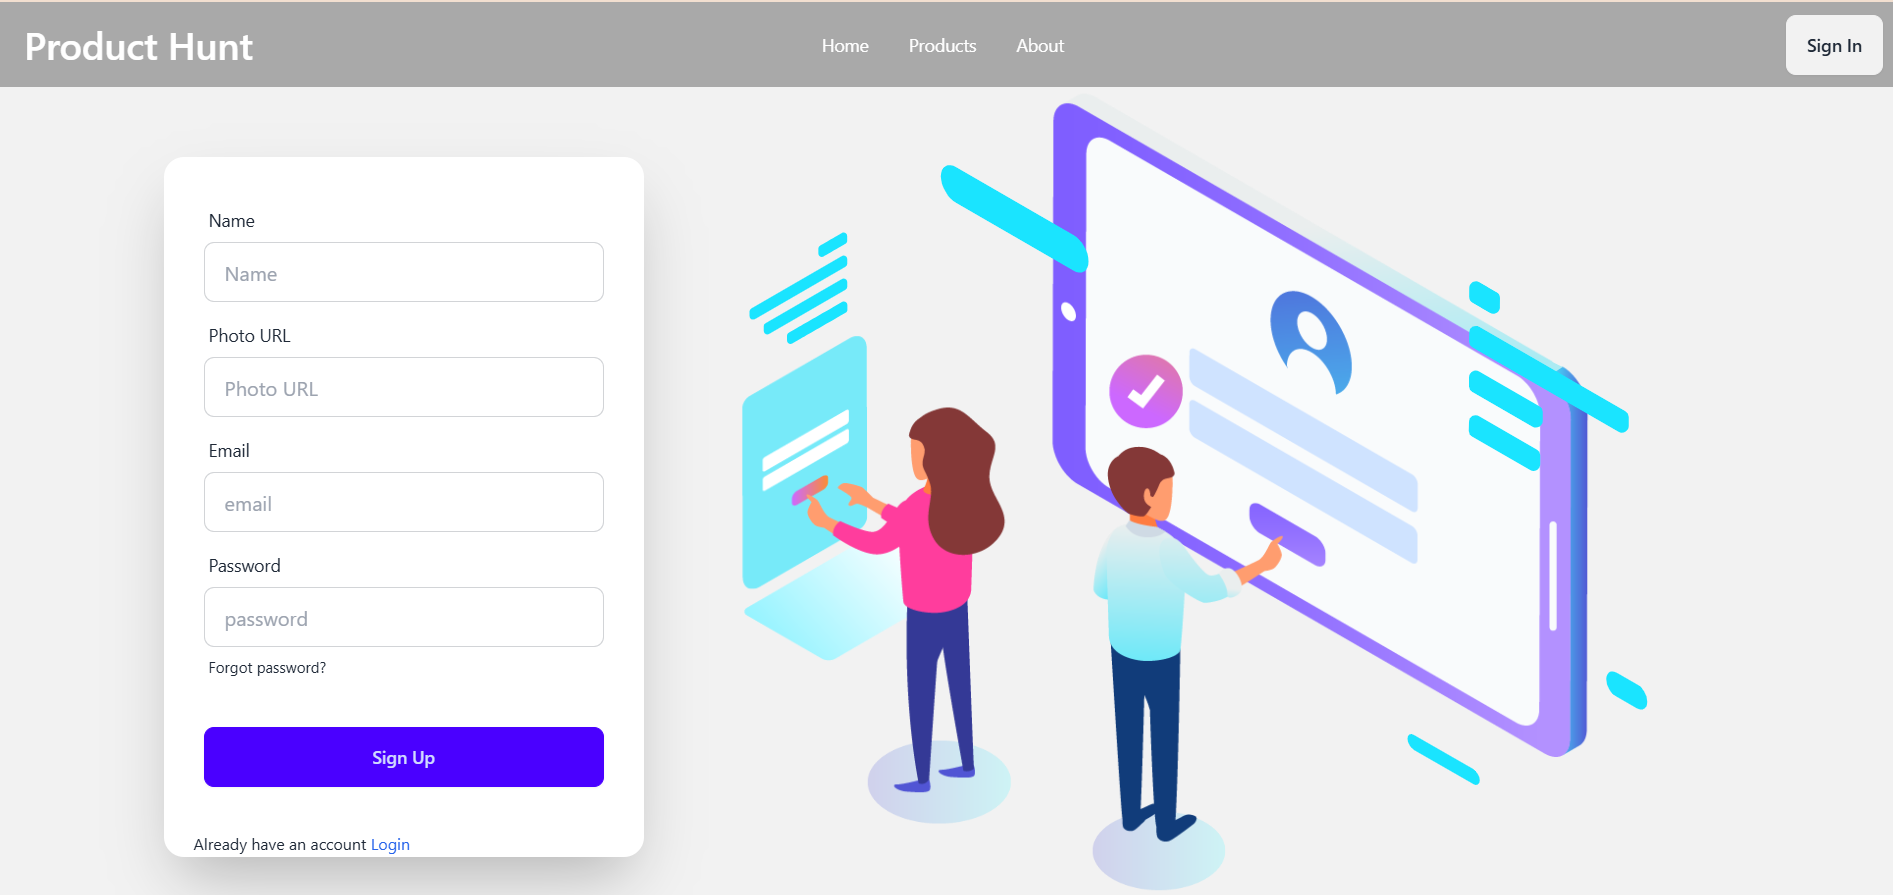 Product Hunt
Home Products About
Sign In
Name
Name
Photo URL
Photo URL
Email
email
Password
password
Forgot password?
Sign Up
Already have an account Login